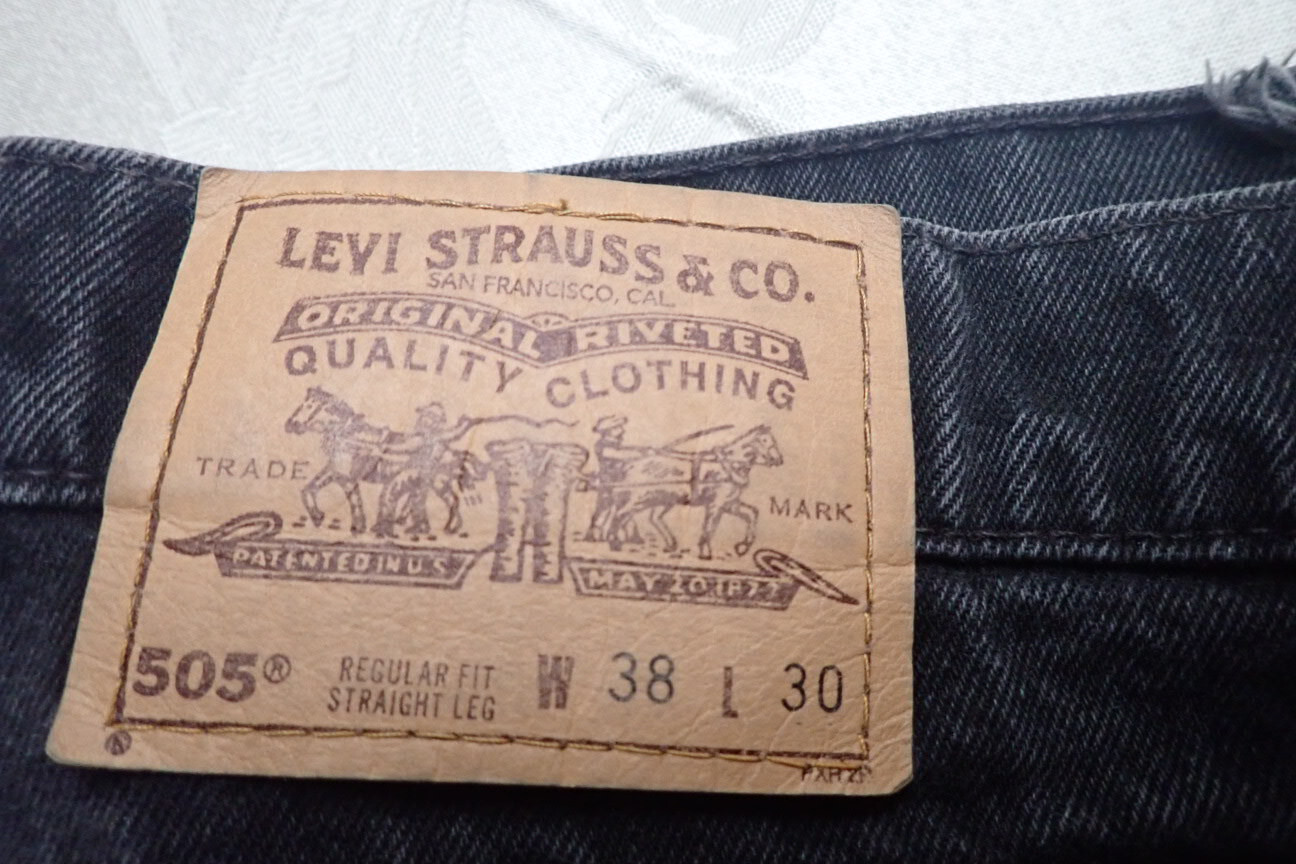 LEVI STRAUSS & CO.
SAN FRANCISCO, CAL.
ORIGINAL RIVETED
QUALITY CLOTHING
TRADE MARK
PATENTED IN U.S. MAY 20 1873
505® REGULAR FIT W 38 L 30
STRAIGHT LEG